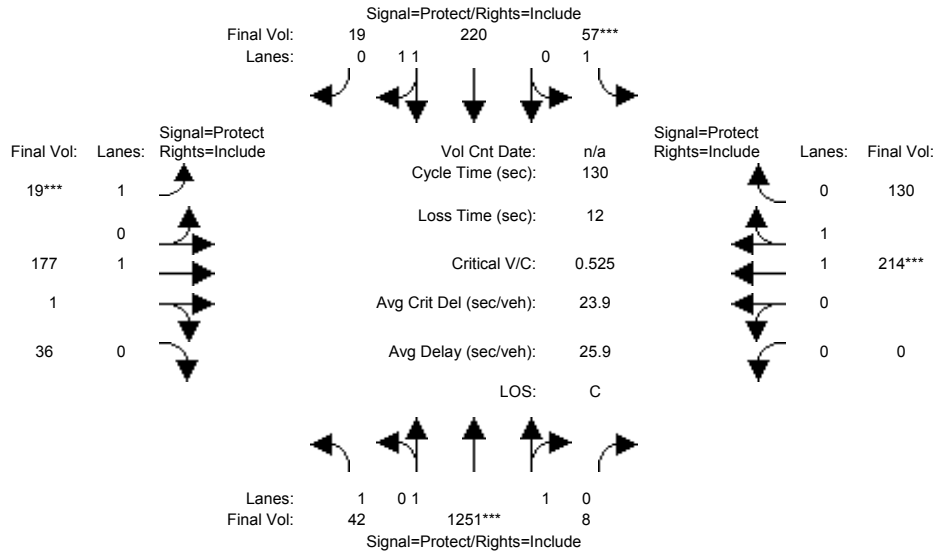 Signal=Protect/Rights=Include
Final Vol: 19 220 57***
Lanes: 0 1 1 0 1
Signal=Protect Signal=Protect
Final Vol: Lanes: Rights=Include Vol Cnt Date: n/a Rights=Include Lanes: Final Vol:
Cycle Time (sec): 130
19*** 1 0 130
Loss Time (sec): 12
0 1
177 1 Critical V/C: 0.525 1 214***
1 Avg Crit Del (sec/veh): 23.9 0
36 0 Avg Delay (sec/veh): 25.9 0 0
LOS: C
Lanes: 1 0 1 1 0
Final Vol: 42 1251*** 8
Signal=Protect/Rights=Include